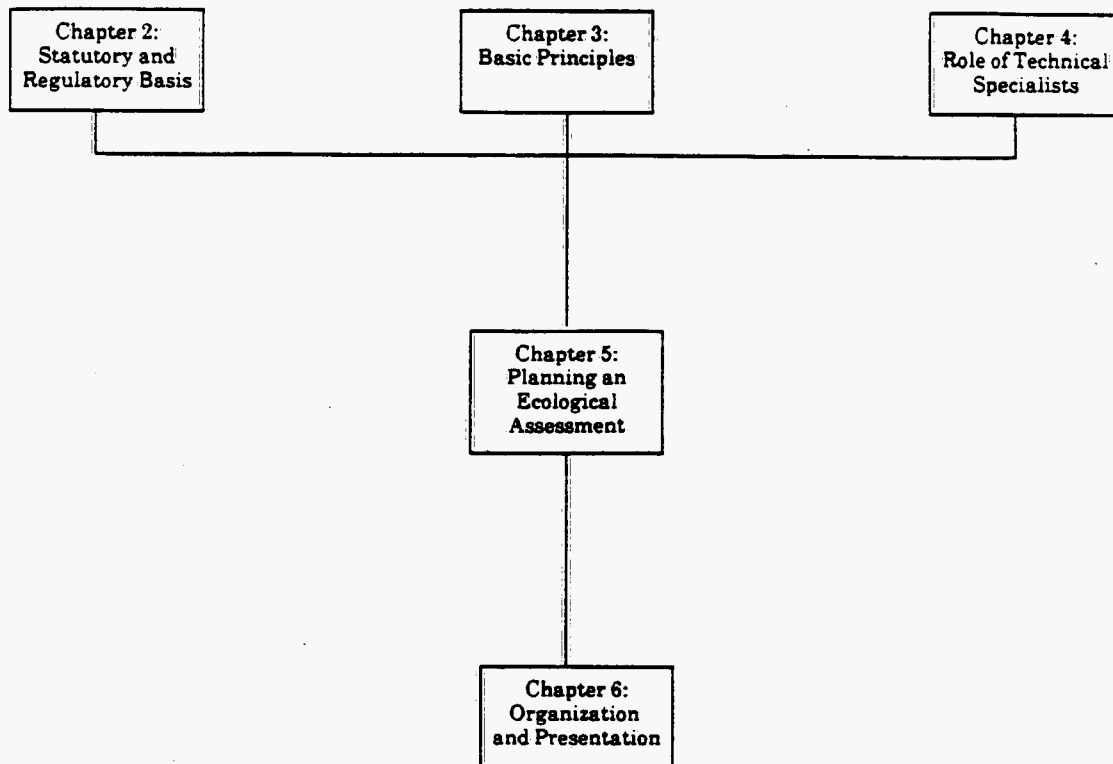 Chapter 2:
Statutory and
Regulatory Basis
Chapter 3:
Basic Principles
Chapter 4:
Role of Technical
Specialists
Chapter 5:
Planning an
Ecological
Assessment
Chapter 6:
Organization
and Presentation